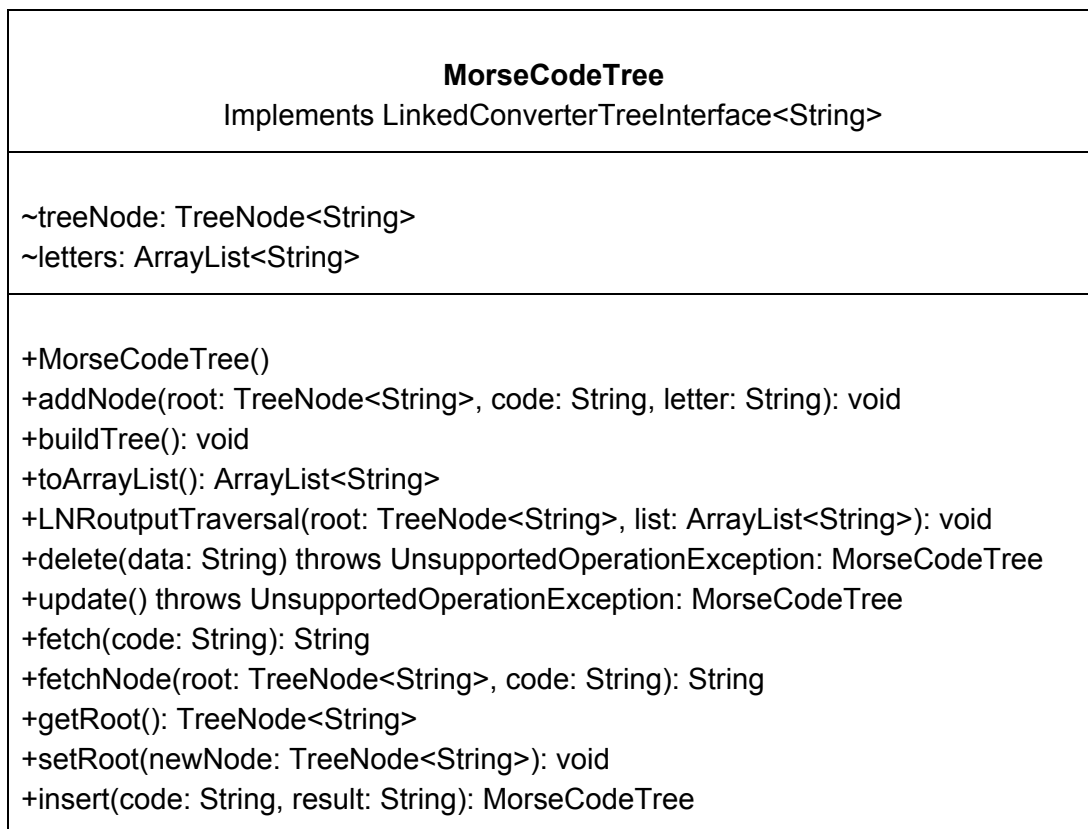 MorseCodeTree
Implements LinkedConverterTreeInterface<String>
~treeNode: TreeNode<String>
~letters: ArrayList<String>
+MorseCodeTree()
+addNode(root: TreeNode<String>, code: String, letter: String): void
+buildTree(): void
+toArrayList(): ArrayList<String>
+LNRoutputTraversal(root: TreeNode<String>, list: ArrayList<String>): void
+delete(data: String) throws UnsupportedOperationException: MorseCodeTree
+update() throws UnsupportedOperationException: MorseCodeTree
+fetch(code: String): String
+fetchNode(root: TreeNode<String>, code: String): String
+getRoot(): TreeNode<String>
+setRoot(newNode: TreeNode<String>): void
+insert(code: String, result: String): MorseCodeTree